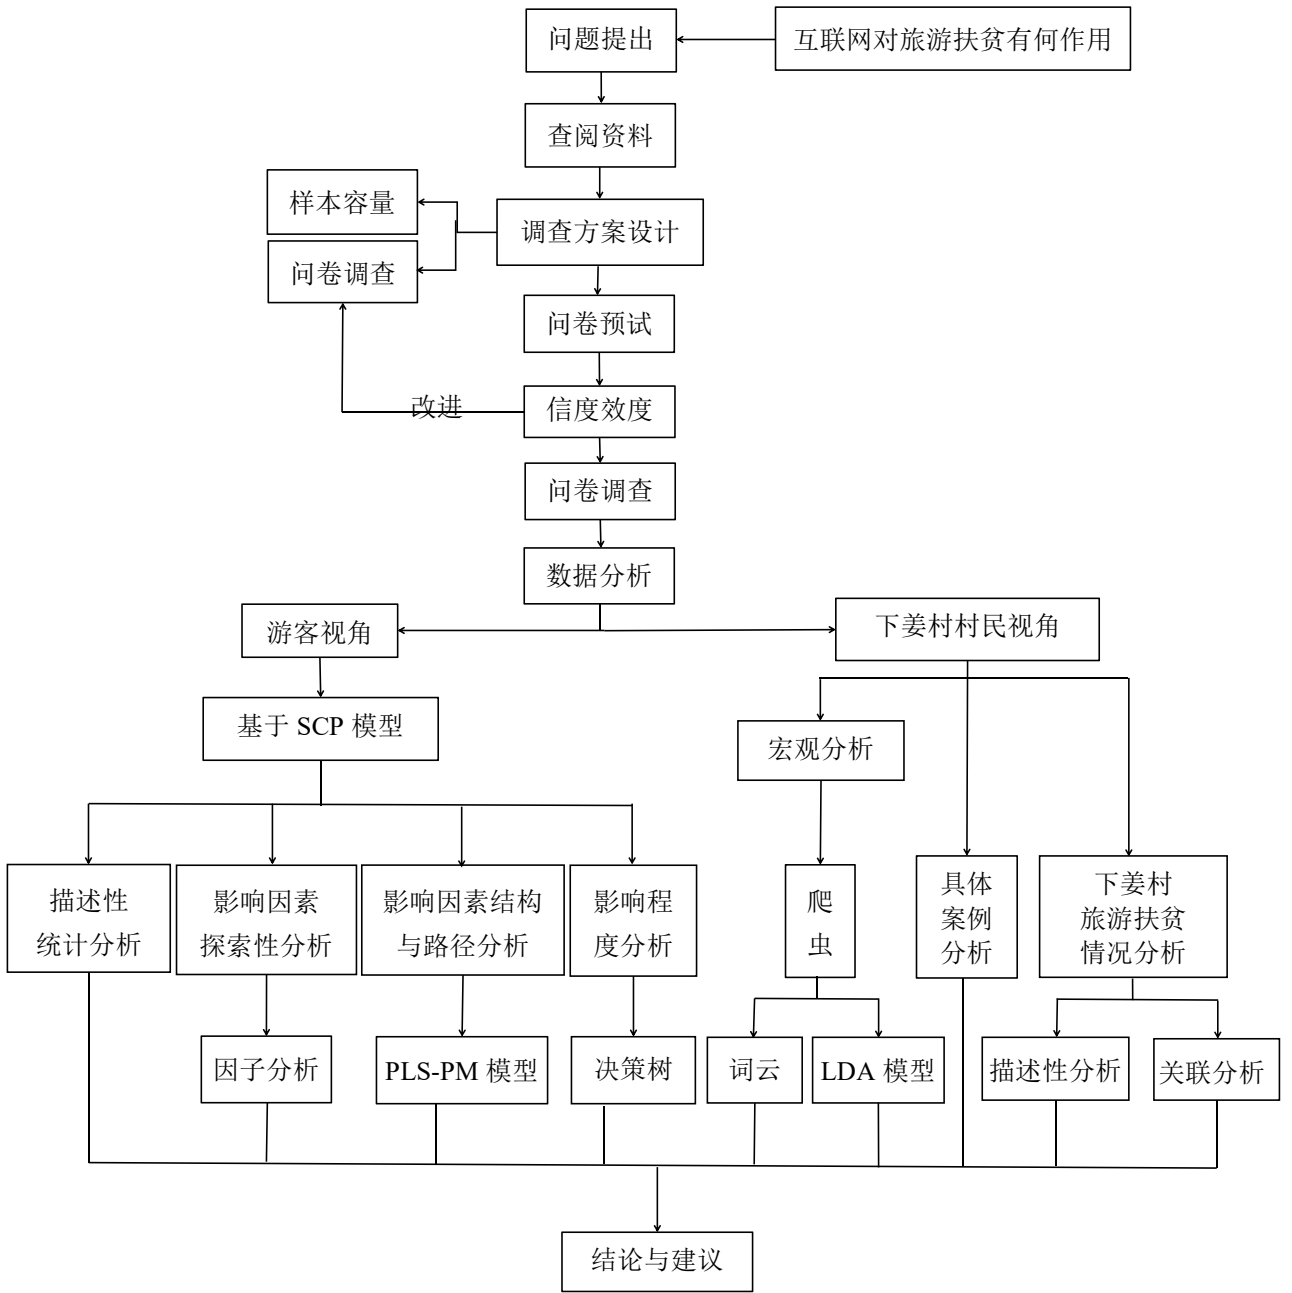 问题提出
互联网对旅游扶贫有何作用
查阅资料
样本容量
调查方案设计
问卷调查
问卷预试
改进
信度效度
问卷调查
数据分析
游客视角
下姜村村民视角
基于 SCP 模型
宏观分析
描述性
统计分析
影响因素
探索性分析
影响因素结构
与路径分析
影响程
度分析
爬
虫
具体
案例
分析
下姜村
旅游扶贫
情况分析
因子分析
PLS-PM 模型
决策树
词云
LDA 模型
描述性分析
关联分析
结论与建议